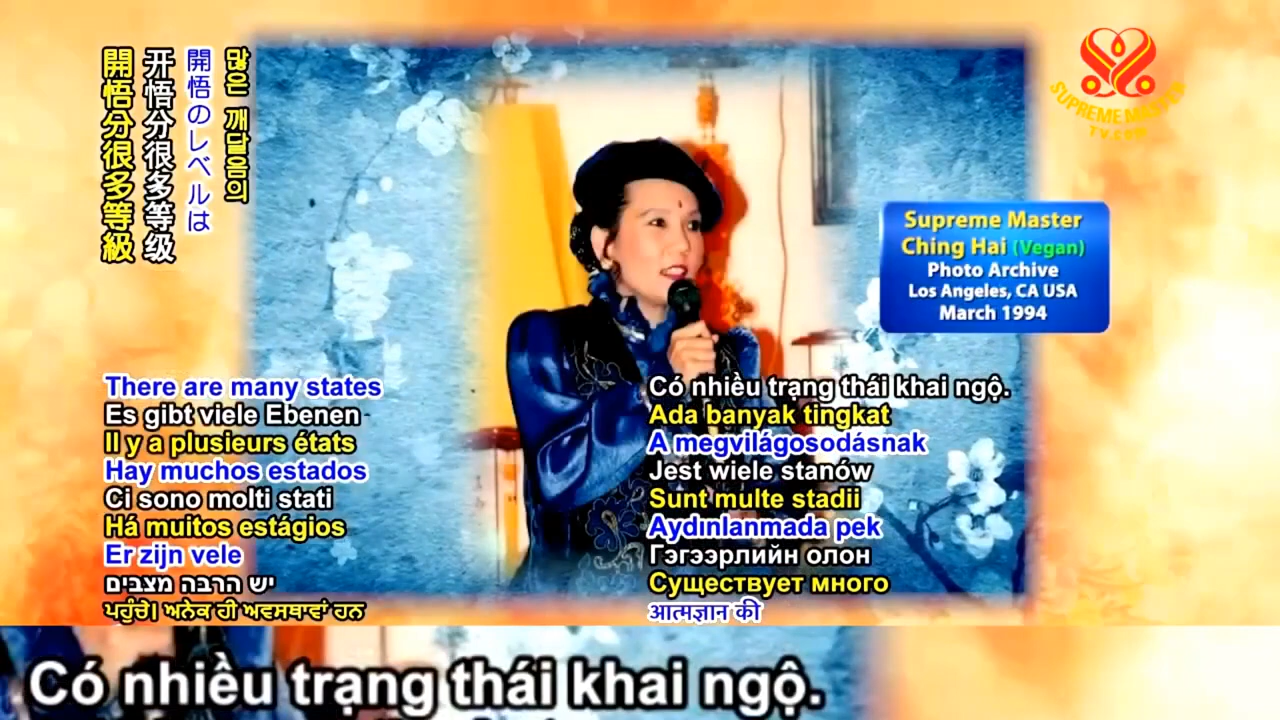 많은 깨달음의
開悟のレベルは
开悟分很多等级
開悟分很多等級
SUPREME MASTER
TV.COM
Supreme Master
Ching Hai (Vegan)
Photo Archive
Los Angeles, CA USA
March 1994
There are many states
Es gibt viele Ebenen
Il y a plusieurs états
Hay muchos estados
Ci sono molti stati
Há muitos estágios
Er zijn vele
יש הרבה מצבים
ਪਹੁੰਚੇ। ਅਨੇਕ ਹੀ ਅਵਸਥਾਵਾਂ ਹਨ
Có nhiều trạng thái khai ngộ.
Ada banyak tingkat
A megvilágosodásnak
Jest wiele stanów
Sunt multe stadii
Aydınlanmada pek
Гэгээрлийн олон
Существует много
आत्मज्ञान की
Có nhiều trạng thái khai ngộ.